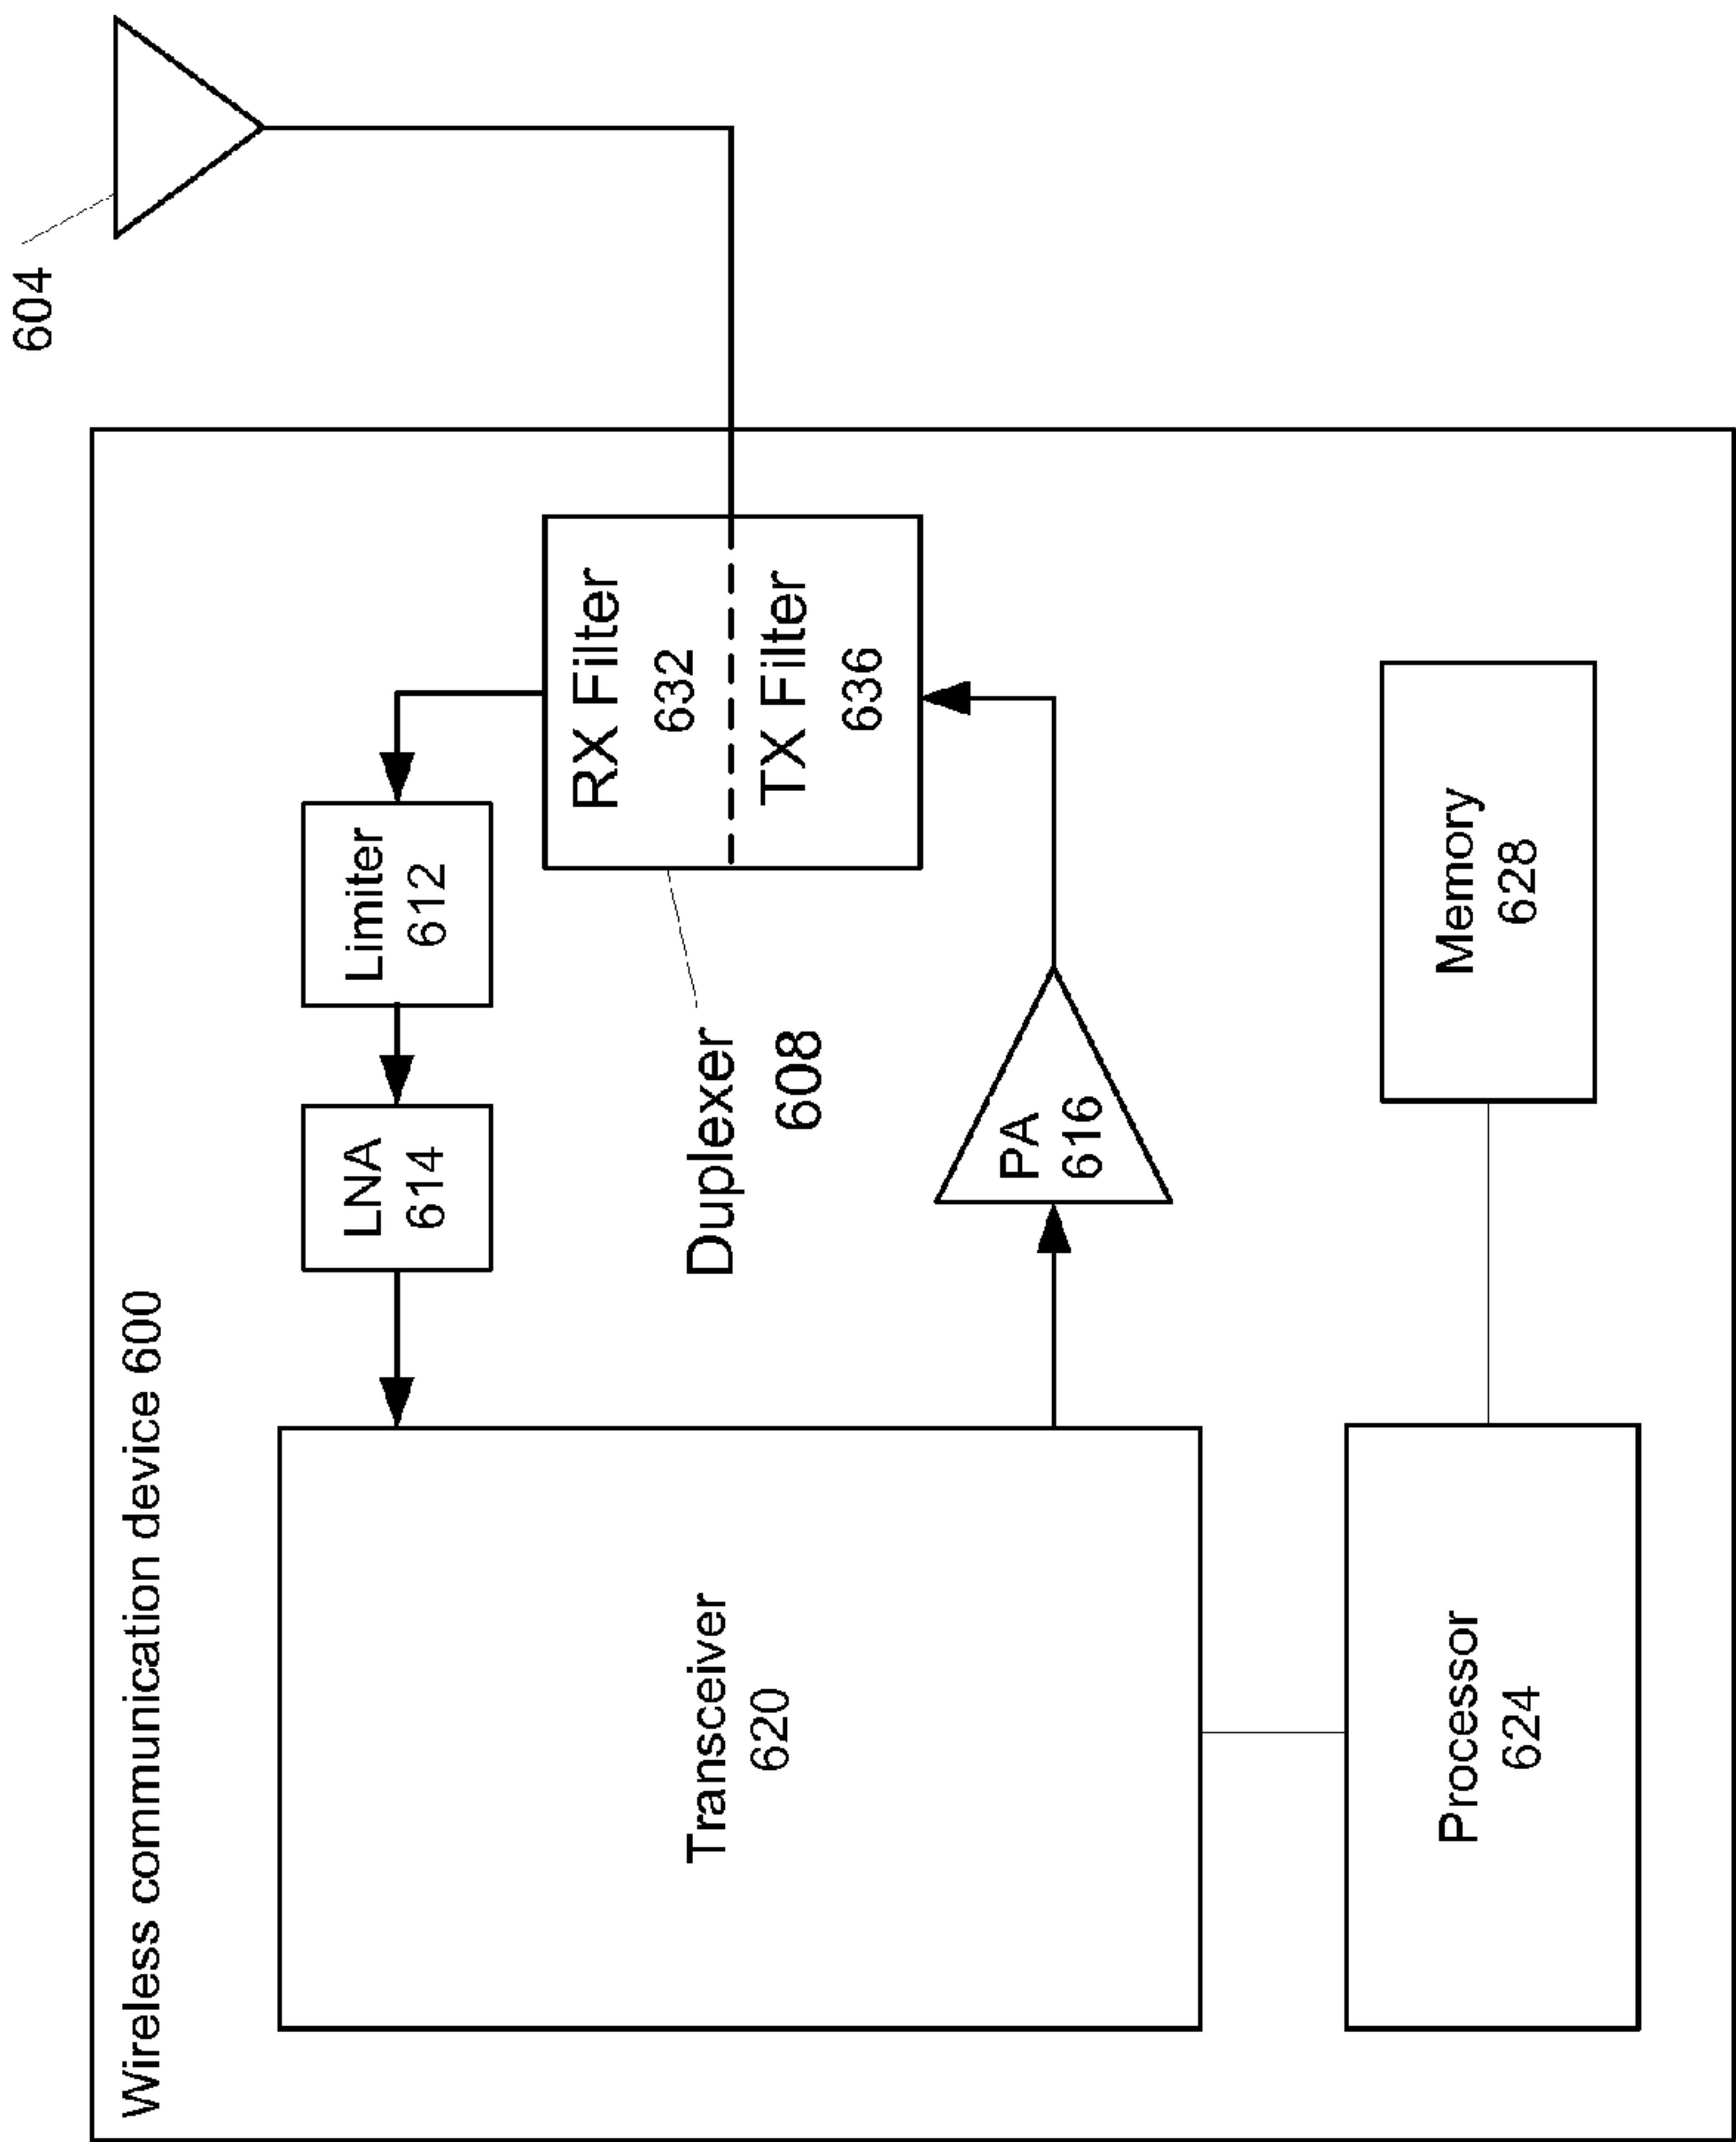 Wireless communication device 600
604
Transceiver
620
LNA
614
Limiter
612
RX Filter
632
TX Filter
636
Duplexer
608
PA
616
Processor
624
Memory
628